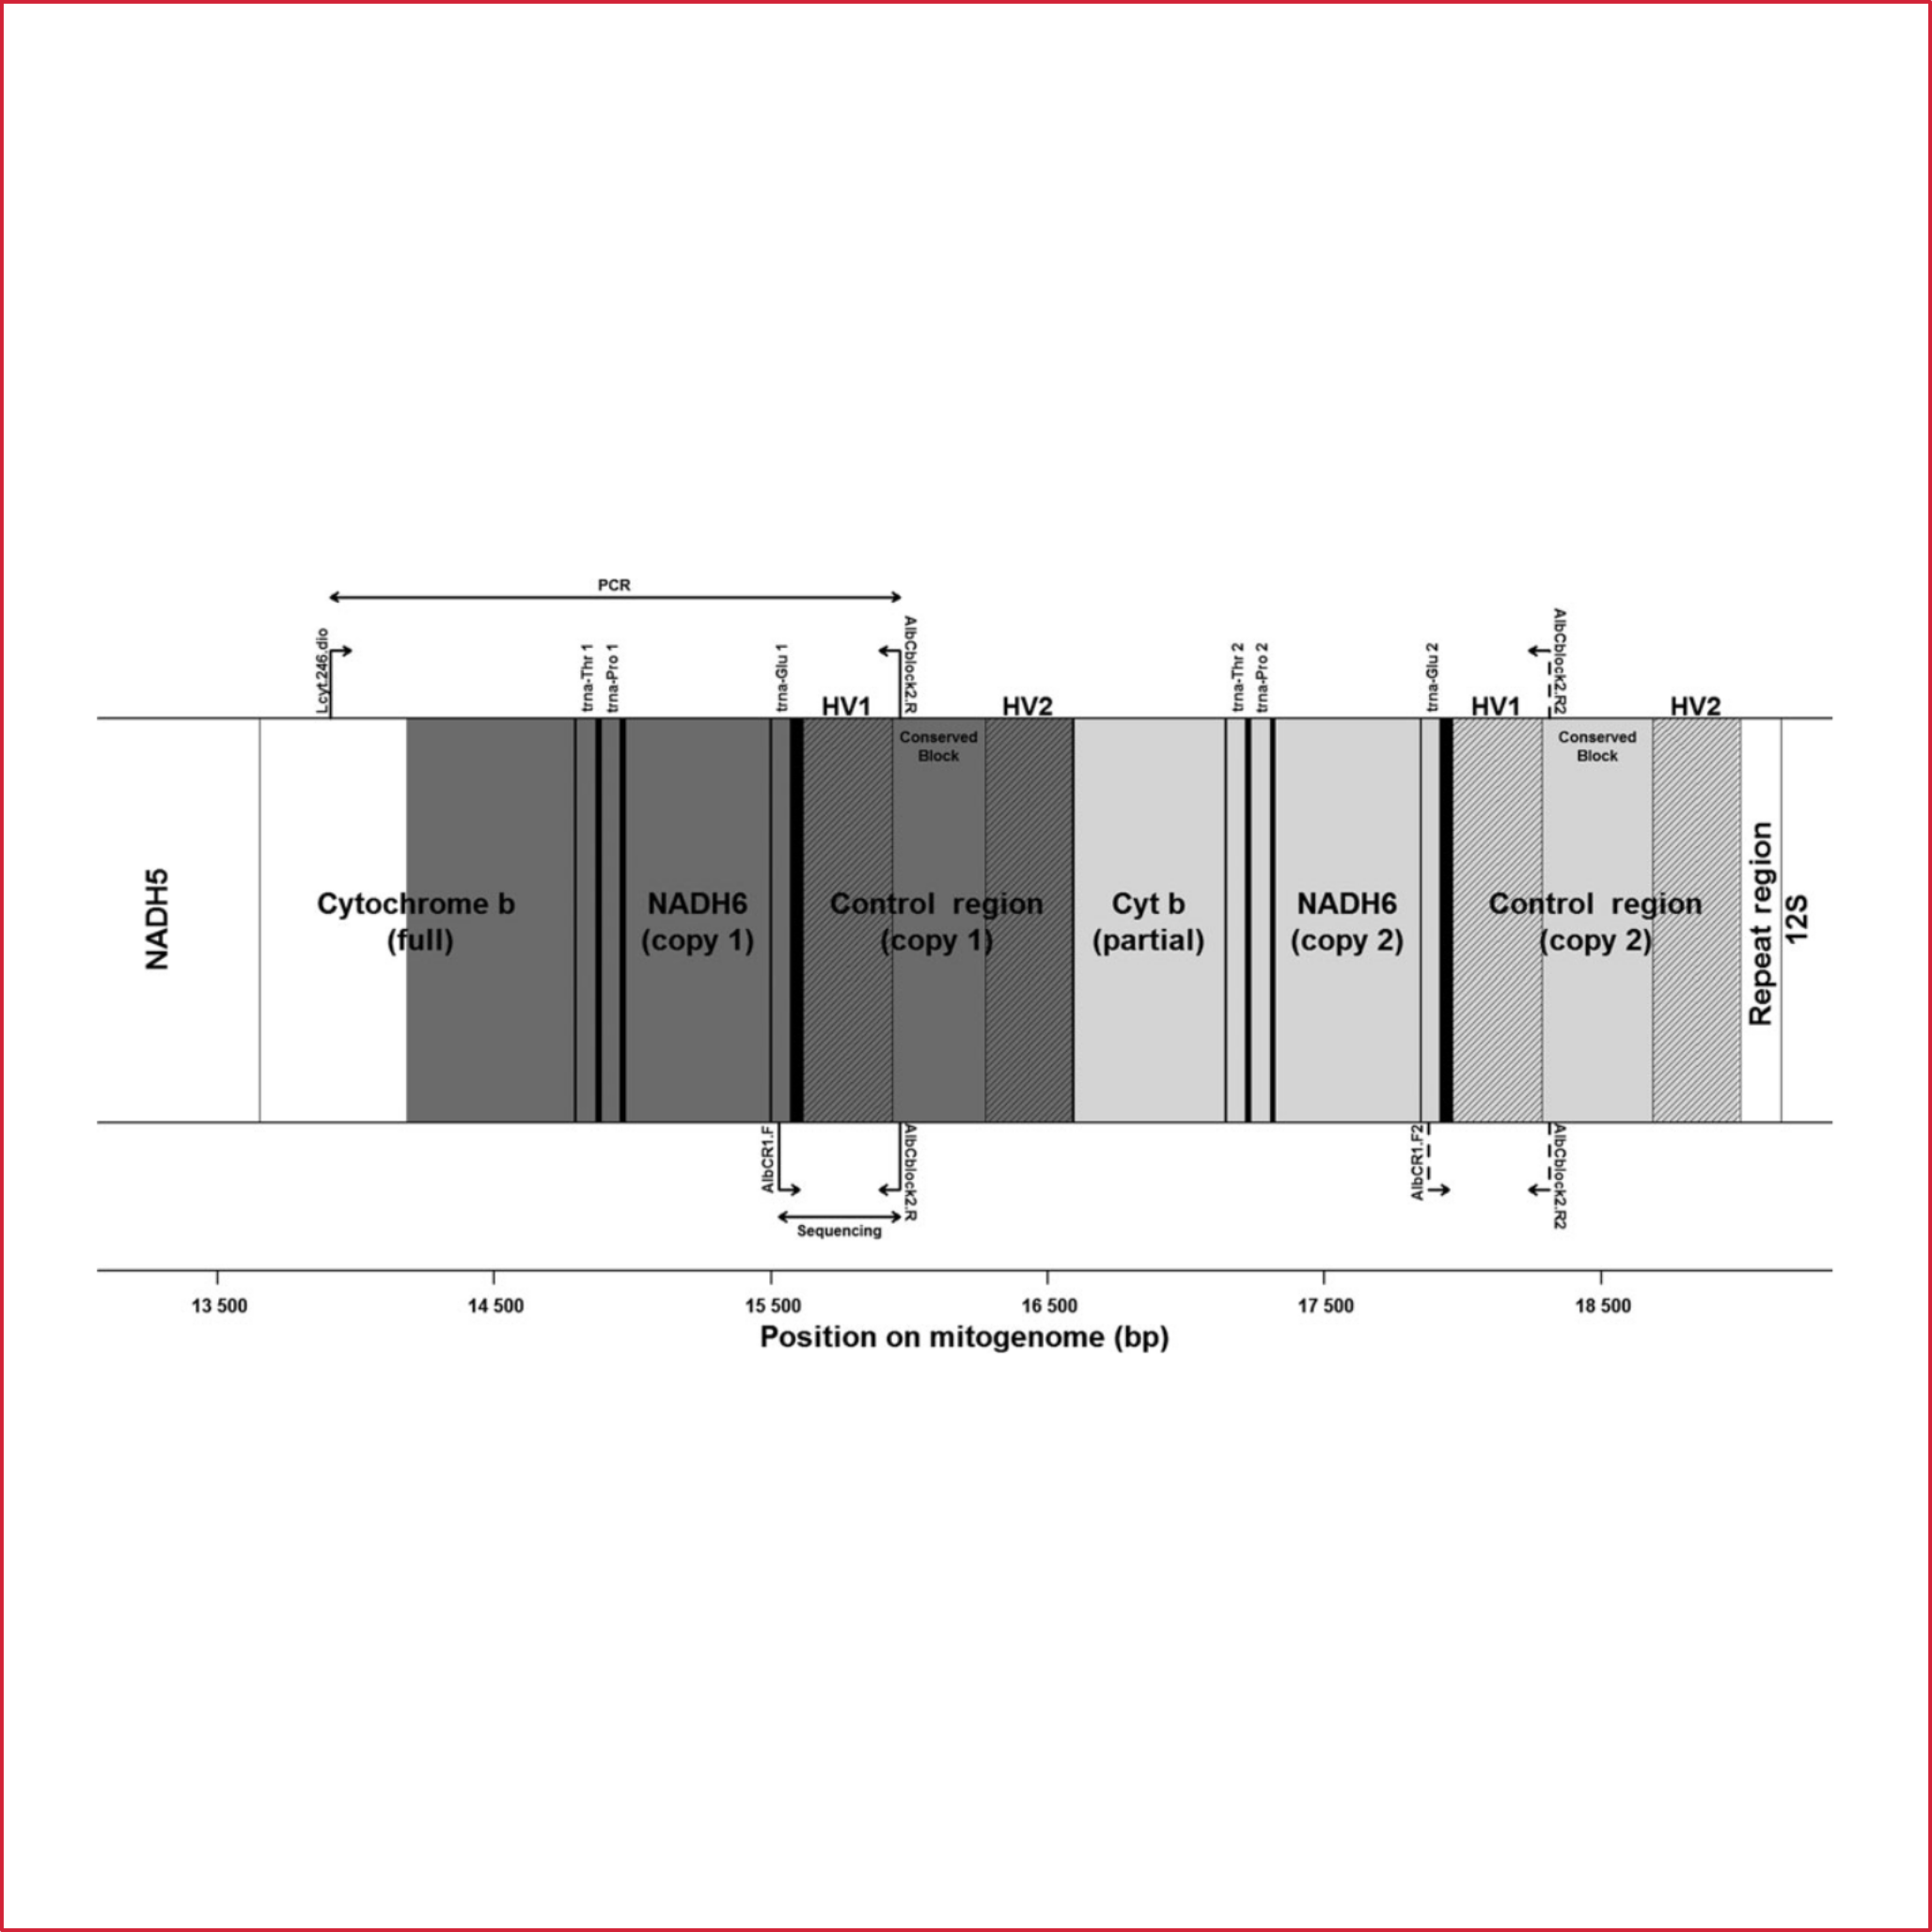 PCR
Lcyt.246.dio
trna-Thr 1
trna-Pro 1
trna-Glu 1
AlbCblock2.R
trna-Thr 2
trna-Pro 2
trna-Glu 2
AlbCblock2.R2
HV1
HV2
HV1
HV2
Conserved
Block
Conserved
Block
NADH5
Cytochrome b
(full)
NADH6
(copy 1)
Control region
(copy 1)
Cyt b
(partial)
NADH6
(copy 2)
Control region
(copy 2)
Repeat region
12S
AlbCR1.F
AlbCblock2.R
AlbCR1.F2
AlbCblock2.R2
Sequencing
13 500
14 500
15 500
16 500
17 500
18 500
Position on mitogenome (bp)